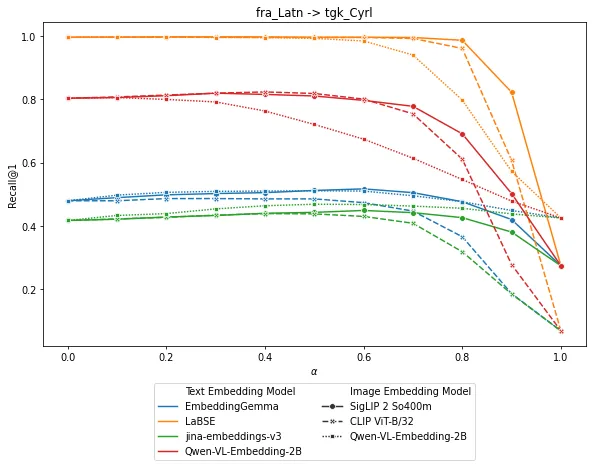 fra_Latn -> tgk_Cyrl
1.0
0.8
0.6
0.4
0.2
Recall@1
0.0 0.2 0.4 0.6 0.8 1.0
α
Text Embedding Model Image Embedding Model
EmbeddingGemma SigLIP 2 So400m
LaBSE CLIP ViT-B/32
jina-embeddings-v3 Qwen-VL-Embedding-2B
Qwen-VL-Embedding-2B